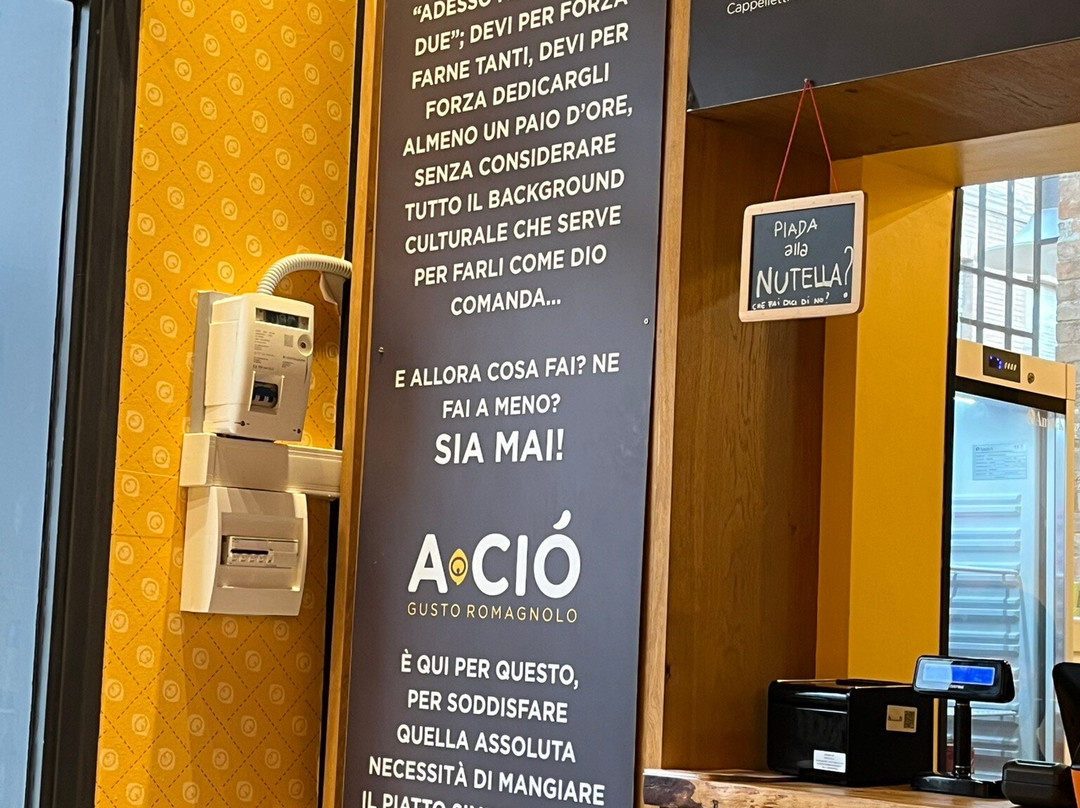 "ADESSO
DUE"; DEVI PER FORZA
FARNE TANTI, DEVI PER
FORZA DEDICARGLI
ALMENO UN PAIO D'ORE,
SENZA CONSIDERARE
TUTTO IL BACKGROUND
CULTURALE CHE SERVE
PER FARLI COME DIO
COMANDA...
E ALLORA COSA FAI? NE
FAI A MENO?
SIA MAI!
A CIÓ
GUSTO ROMAGNOLO
È QUI PER QUESTO,
PER SODDISFARE
QUELLA ASSOLUTA
NECESSITÀ DI MANGIARE
IL PIATTO
Cappelletti
PIADA
alla
NUTELLA?
CHE FAI DICI DI NO?